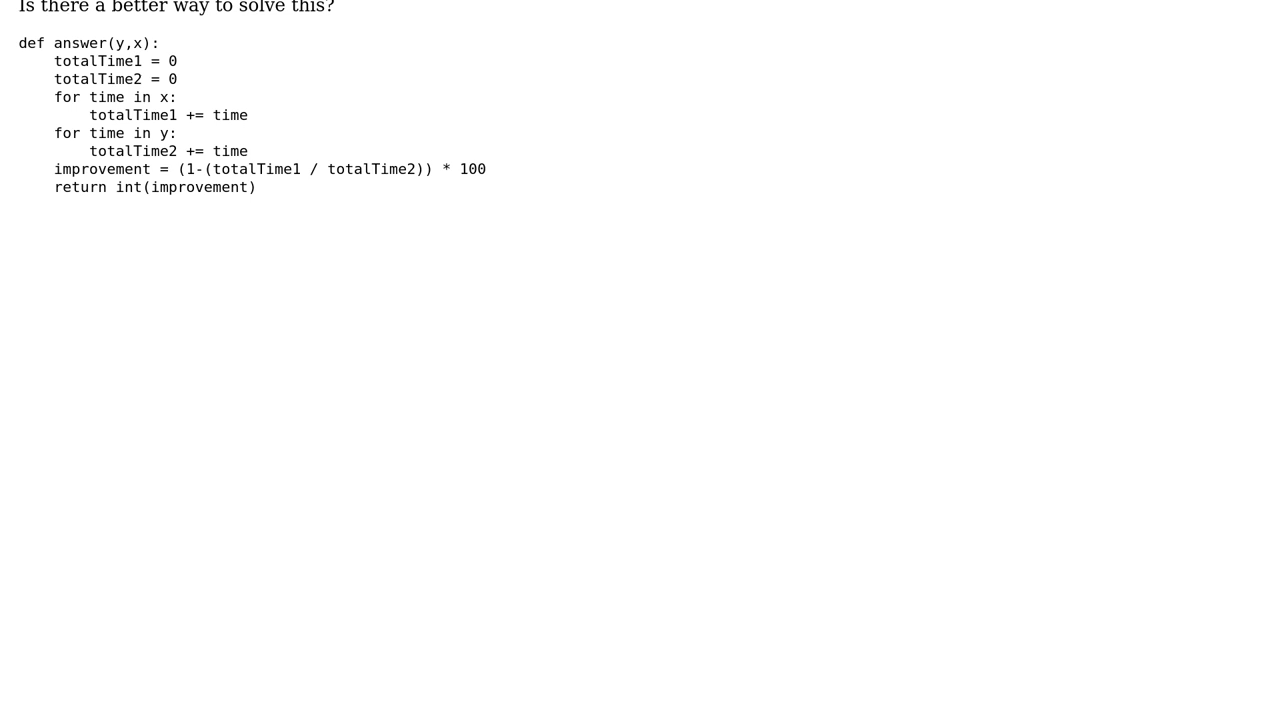 Is there a better way to solve this?
def answer(y,x):
    totalTime1 = 0
    totalTime2 = 0
    for time in x:
        totalTime1 += time
    for time in y:
        totalTime2 += time
    improvement = (1-(totalTime1 / totalTime2)) * 100
    return int(improvement)